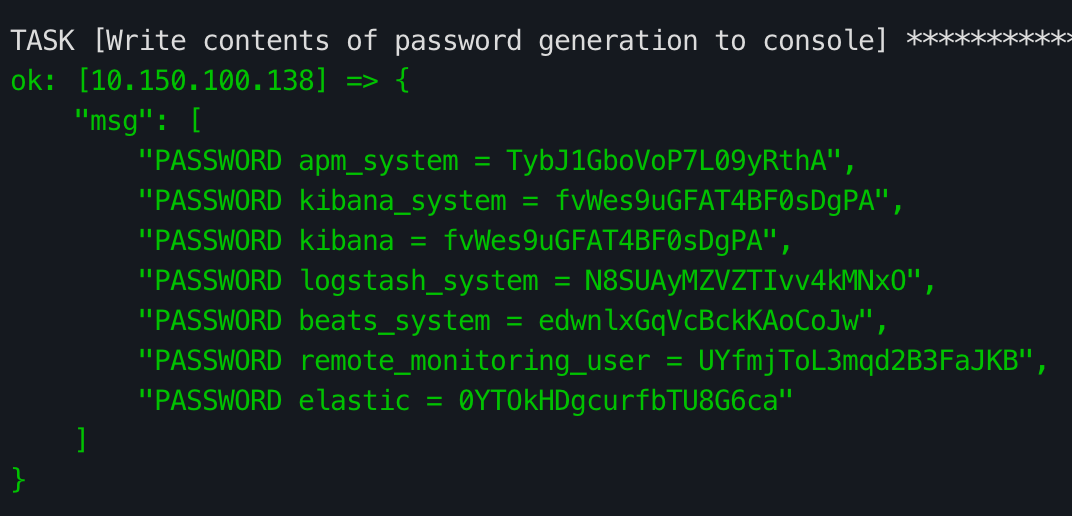 TASK [Write contents of password generation to console] ***********
ok: [10.150.100.138] => {
    "msg": [
        "PASSWORD apm_system = TybJ1GboVoP7L09yRthA",
        "PASSWORD kibana_system = fvWes9uGFAT4BF0sDgPA",
        "PASSWORD kibana = fvWes9uGFAT4BF0sDgPA",
        "PASSWORD logstash_system = N8SUAyMZVZTIvv4kMNxO",
        "PASSWORD beats_system = edwnlxGqVcBckKAoCoJw",
        "PASSWORD remote_monitoring_user = UYfmjToL3mqd2B3FaJKB",
        "PASSWORD elastic = 0YTOkHDgcurfbTU8G6ca"
    ]
}